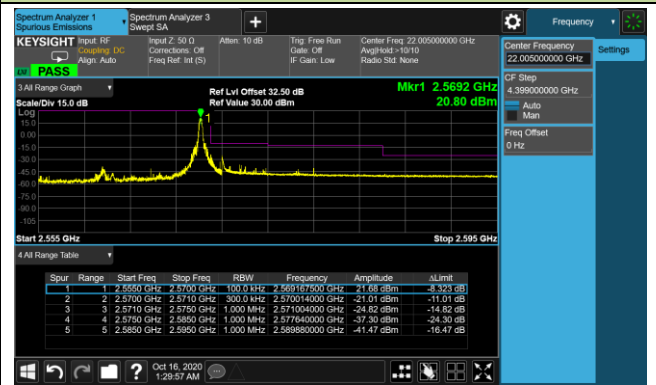 Spectrum Analyzer 1
Spurious Emissions
Spectrum Analyzer 3
Swept SA
Frequency
KEYSIGHT
Input: RF
Coupling: DC
Align: Auto
Input Z: 50 Ω
Corrections: Off
Freq Ref: Int (S)
Atten: 10 dB
Trig: Free Run
Gate: Off
IF Gain: Low
Center Freq: 22.005000000 GHz
Avg|Hold:>10/10
Radio Std: None
PASS
Center Frequency
22.005000000 GHz
Settings
CF Step
4.399000000 GHz
Auto
Man
Freq Offset
0 Hz
3 All Range Graph
Scale/Div 15.0 dB
Ref Lvl Offset 32.50 dB
Ref Value 30.00 dBm
Mkr1 2.5692 GHz
20.80 dBm
Log
15.0
0.00
-15.0
-30.0
-45.0
-60.0
-75.0
-90.0
-105
1
Start 2.555 GHz
Stop 2.595 GHz
4 All Range Table
Spur Range Start Freq Stop Freq RBW Frequency Amplitude ΔLimit
1 1 2.5550 GHz 2.5700 GHz 100.0 kHz 2.569167500 GHz 21.68 dBm -8.323 dB
2 2 2.5700 GHz 2.5710 GHz 300.0 kHz 2.570014000 GHz -21.01 dBm -11.01 dB
3 3 2.5710 GHz 2.5750 GHz 1.000 MHz 2.571004000 GHz -24.82 dBm -14.82 dB
4 4 2.5750 GHz 2.5850 GHz 1.000 MHz 2.577640000 GHz -37.30 dBm -24.30 dB
5 5 2.5850 GHz 2.5950 GHz 1.000 MHz 2.589880000 GHz -41.47 dBm -16.47 dB
Oct 16, 2020
1:29:57 AM